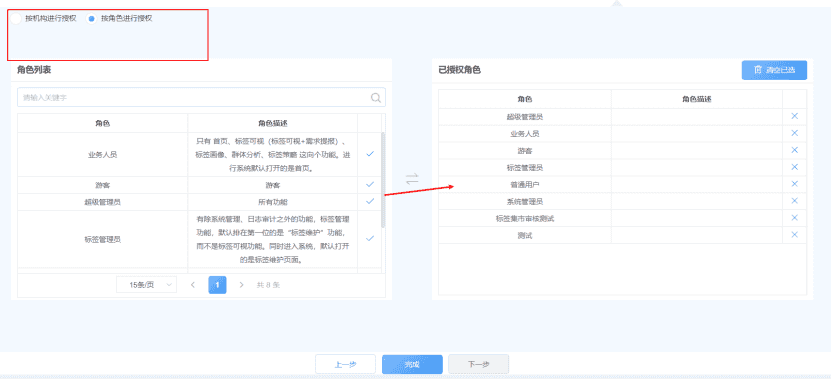 按机构进行授权 按角色进行授权
角色列表
请输入关键字
角色 角色描述
业务人员
只有 首页、标签可视（标签可视+需求提报）、
标签画像、群体分析、标签策略 这向个功能。进
行系统默认打开的是首页。
游客 游客
超级管理员 所有功能
标签管理员
有除系统管理、日志审计之外的功能，标签管理
功能，默认排在第一位的是“标签维护”功能，
而不是标签可视功能。同时进入系统，默认打开
的是标签维护页面。
15条/页 1 共 8 条
已授权角色 清空已选
角色 角色描述
超级管理员
业务人员
游客
标签管理员
普通用户
系统管理员
标签集市审核测试
测试
上一步 完成 下一步